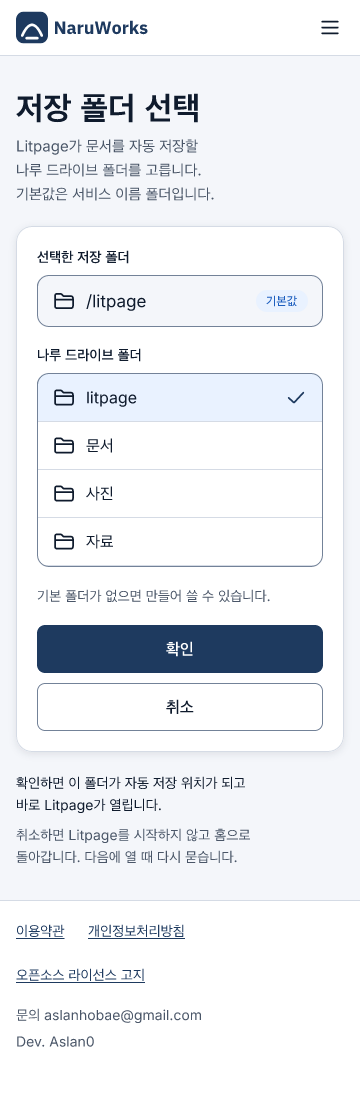 NaruWorks
저장 폴더 선택
Litpage가 문서를 자동 저장할
나루 드라이브 폴더를 고릅니다.
기본값은 서비스 이름 폴더입니다.
선택한 저장 폴더
/litpage 기본값
나루 드라이브 폴더
litpage
문서
사진
자료
기본 폴더가 없으면 만들어 쓸 수 있습니다.
확인
취소
확인하면 이 폴더가 자동 저장 위치가 되고
바로 Litpage가 열립니다.
취소하면 Litpage를 시작하지 않고 홈으로
돌아갑니다. 다음에 열 때 다시 묻습니다.
이용약관 개인정보처리방침
오픈소스 라이선스 고지
문의 aslanhobae@gmail.com
Dev. Aslan0